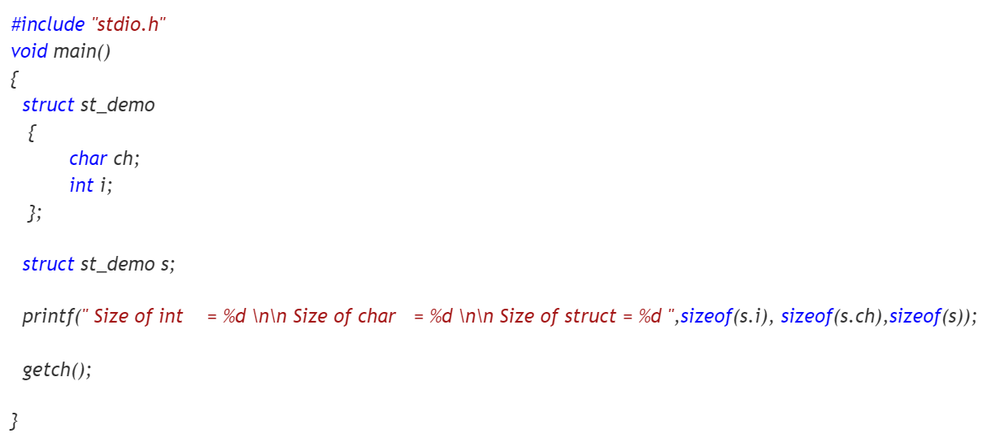 #include "stdio.h"
void main()
{
  struct st_demo
   {
        char ch;
        int i;
   };
  struct st_demo s;
  printf(" Size of int    = %d \n\n Size of char   = %d \n\n Size of struct = %d ",sizeof(s.i), sizeof(s.ch),sizeof(s));
  getch();
}